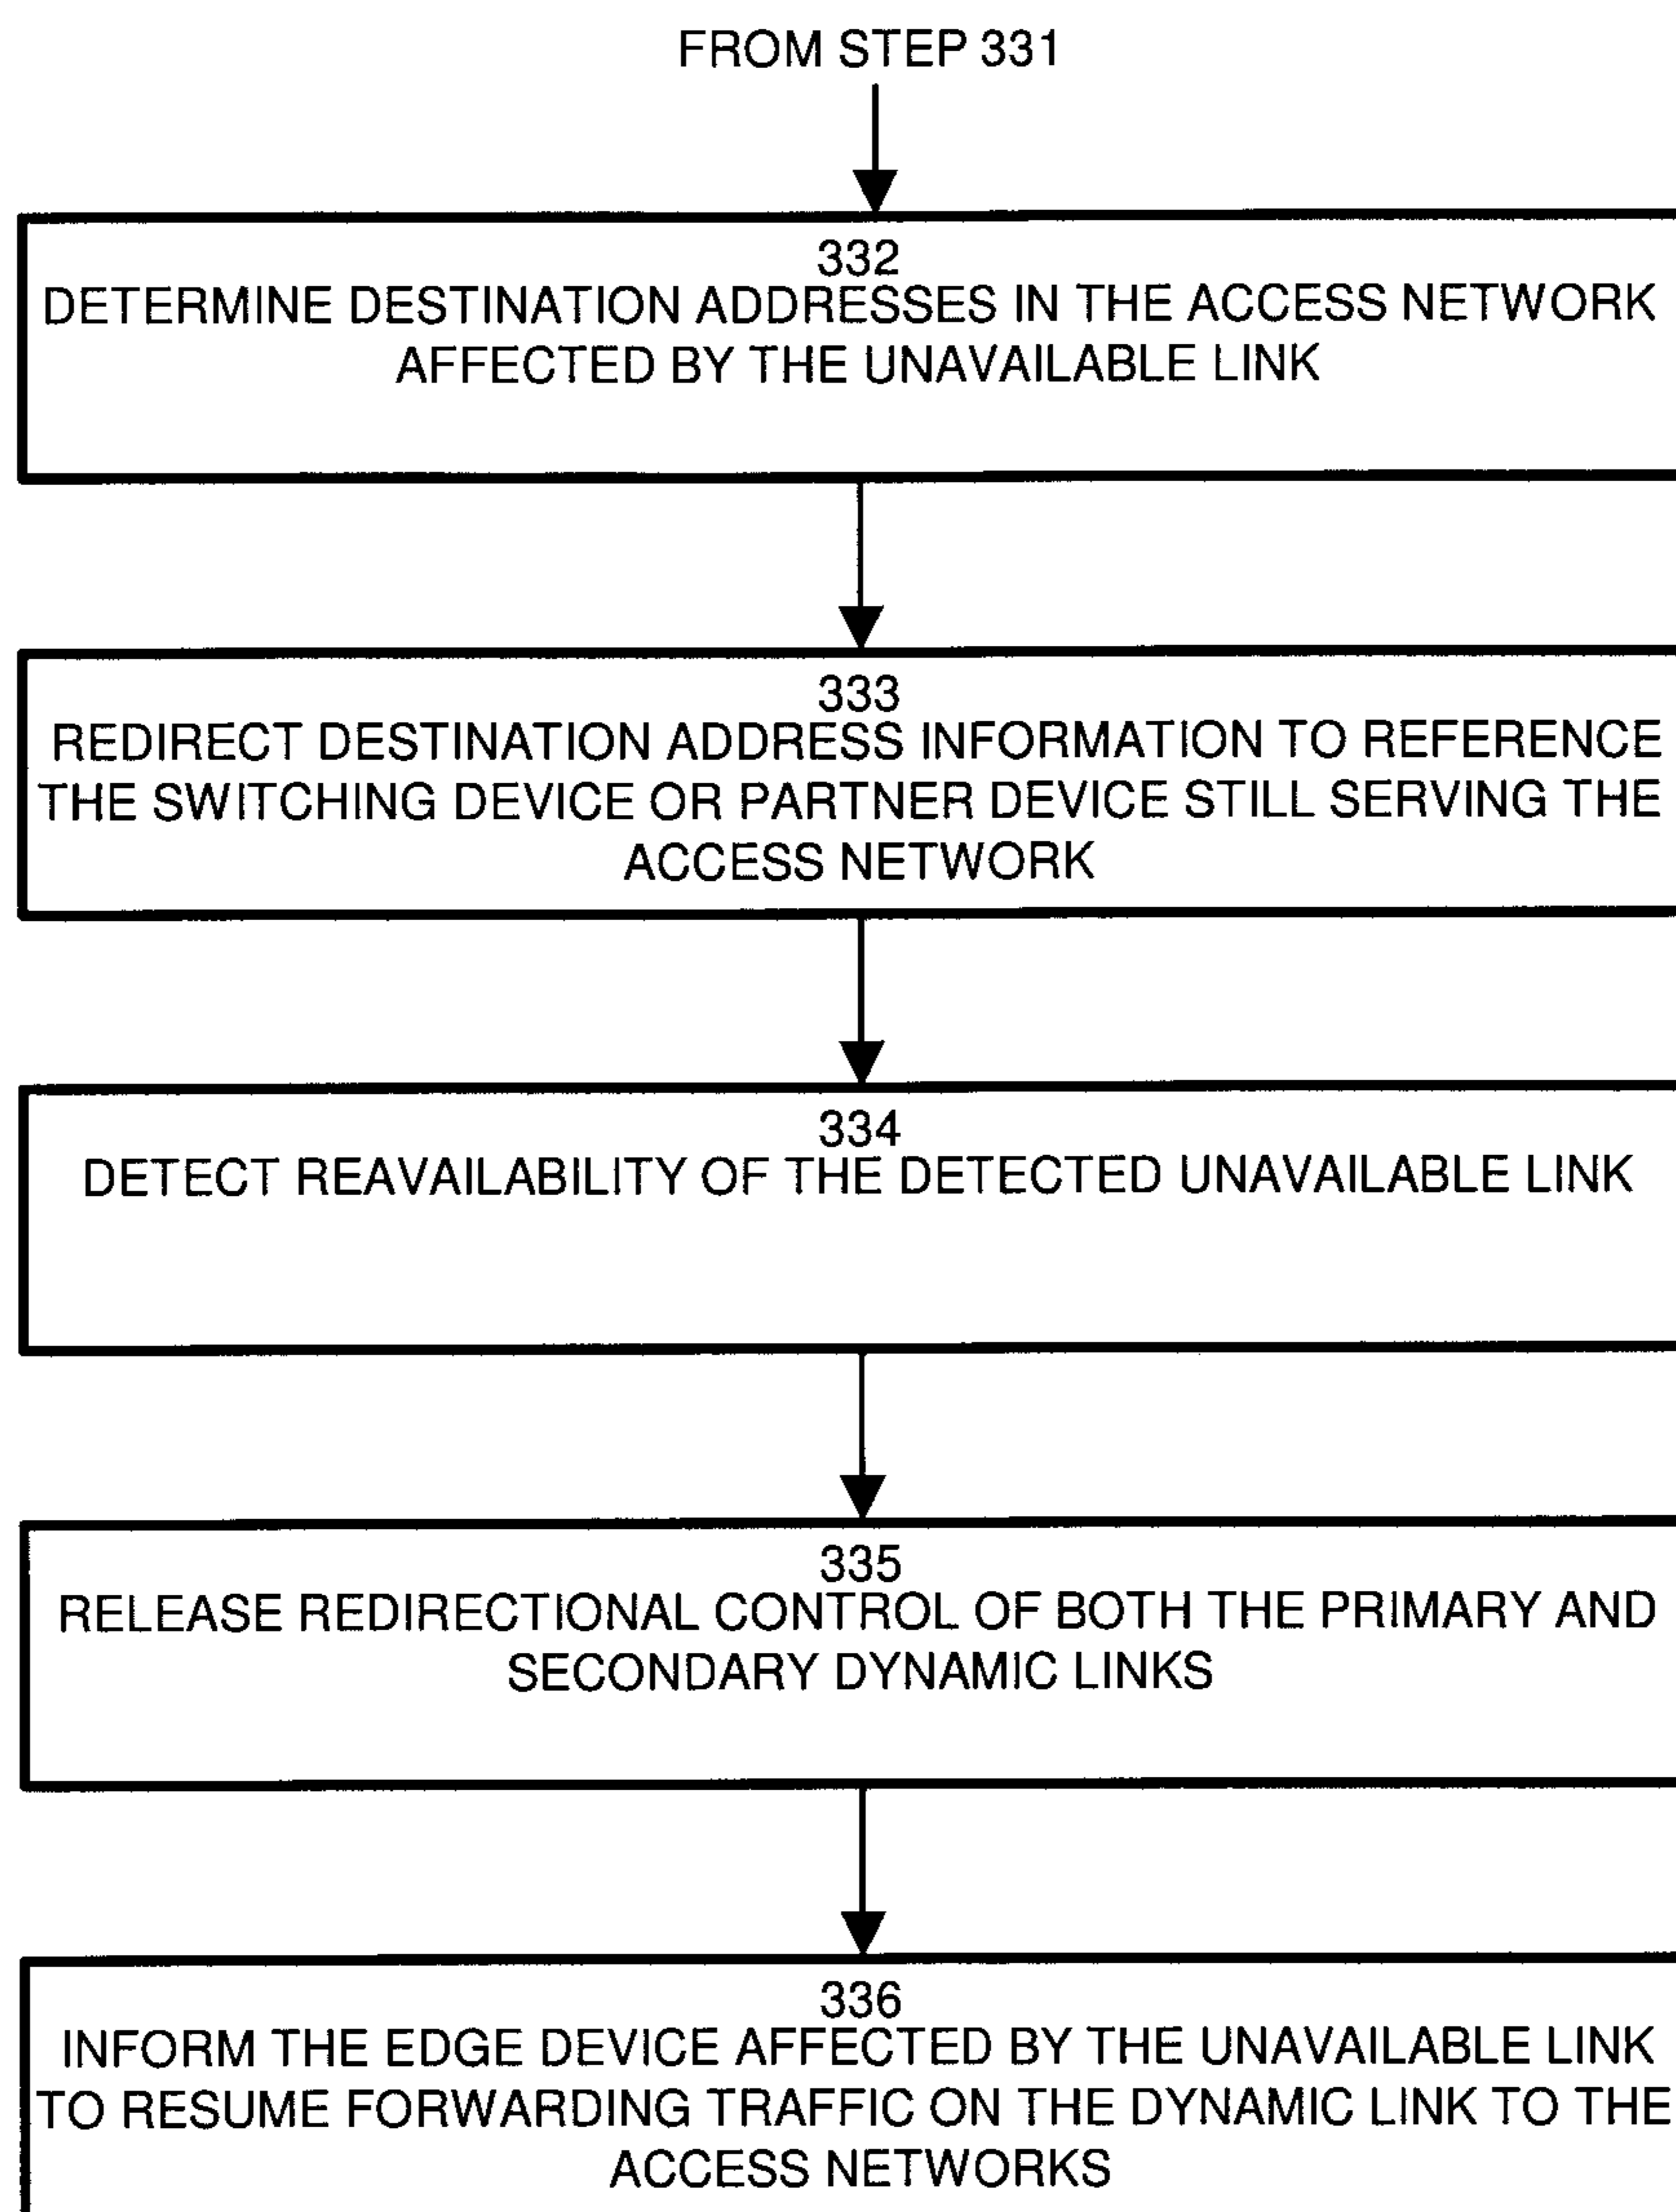 FROM STEP 331
332
DETERMINE DESTINATION ADDRESSES IN THE ACCESS NETWORK
AFFECTED BY THE UNAVAILABLE LINK
333
REDIRECT DESTINATION ADDRESS INFORMATION TO REFERENCE
THE SWITCHING DEVICE OR PARTNER DEVICE STILL SERVING THE
ACCESS NETWORK
334
DETECT REAVAILABILITY OF THE DETECTED UNAVAILABLE LINK
335
RELEASE REDIRECTIONAL CONTROL OF BOTH THE PRIMARY AND
SECONDARY DYNAMIC LINKS
336
INFORM THE EDGE DEVICE AFFECTED BY THE UNAVAILABLE LINK
TO RESUME FORWARDING TRAFFIC ON THE DYNAMIC LINK TO THE
ACCESS NETWORKS